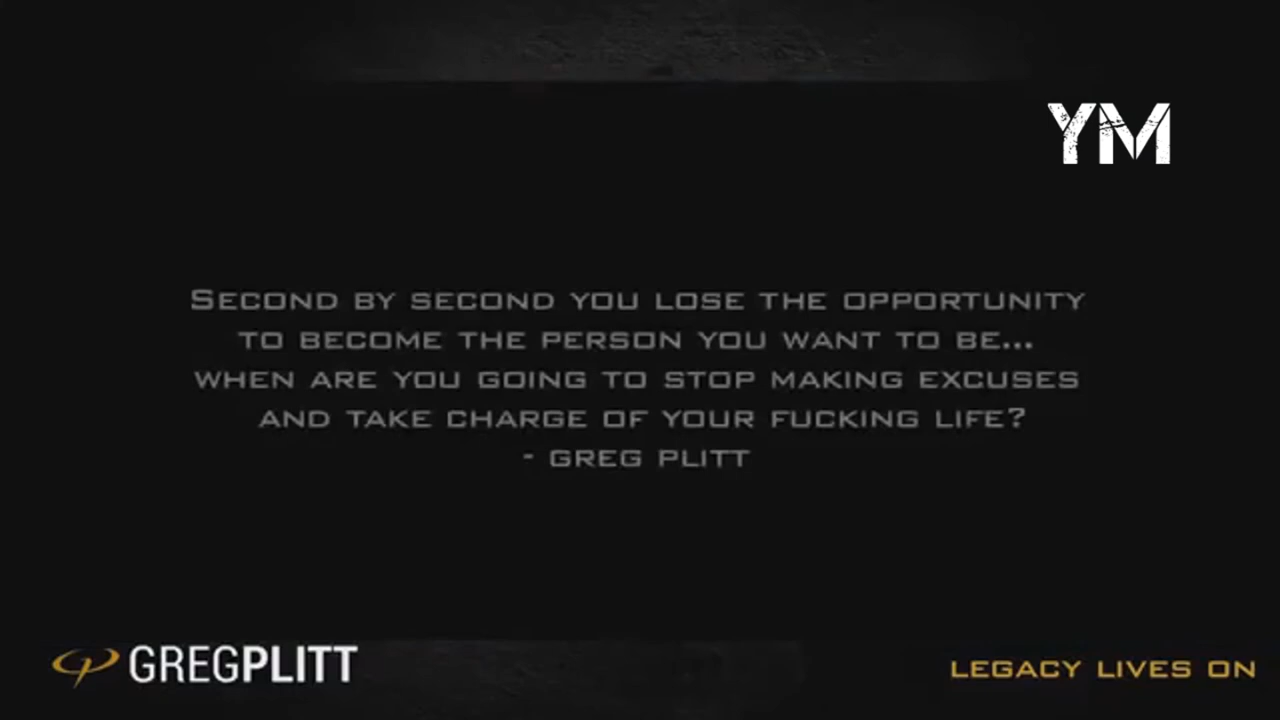 YM
SECOND BY SECOND YOU LOSE THE OPPORTUNITY
TO BECOME THE PERSON YOU WANT TO BE...
WHEN ARE YOU GOING TO STOP MAKING EXCUSES
AND TAKE CHARGE OF YOUR FUCKING LIFE?
- GREG PLITT
GREGPLITT
LEGACY LIVES ON